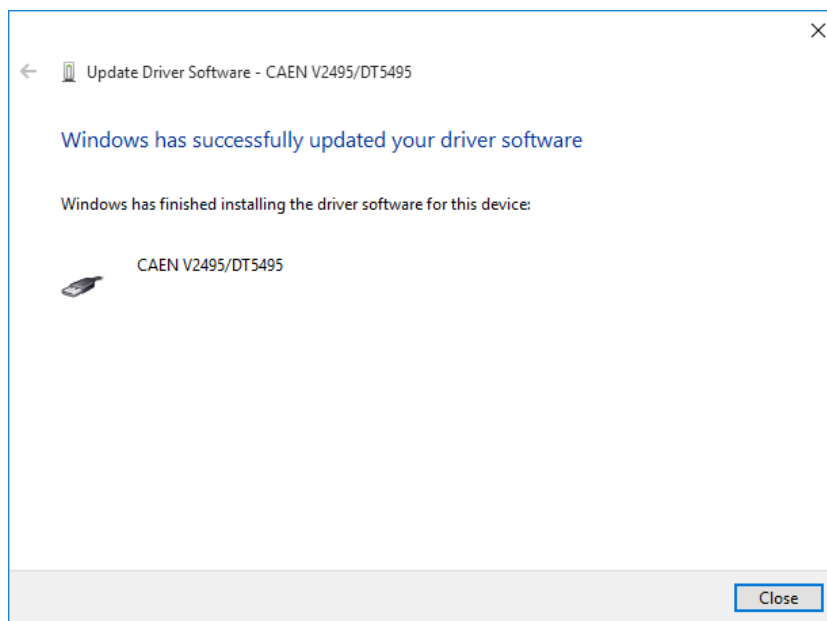 Update Driver Software - CAEN V2495/DT5495
Windows has successfully updated your driver software
Windows has finished installing the driver software for this device:
CAEN V2495/DT5495
Close